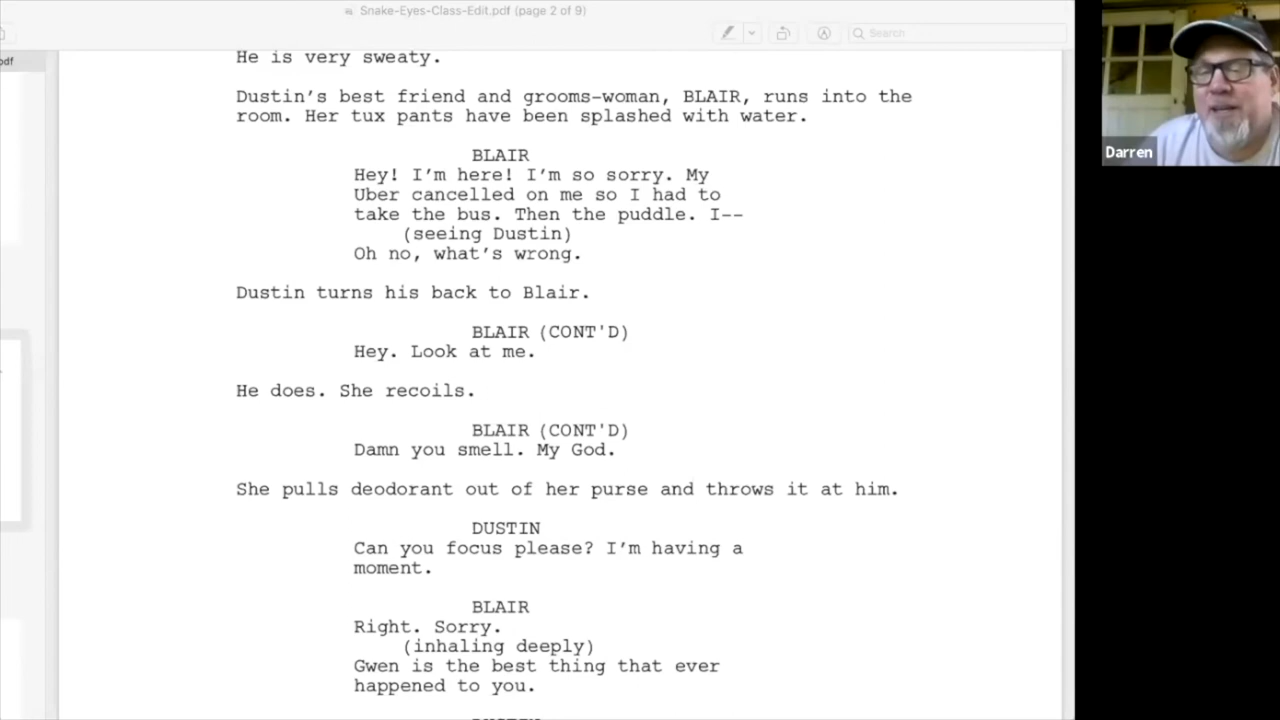 Snake-Eyes-Class-Edit.pdf (page 2 of 9)
Search
pdf
He is very sweaty.
Dustin’s best friend and grooms-woman, BLAIR, runs into the
room. Her tux pants have been splashed with water.
BLAIR
Hey! I’m here! I’m so sorry. My
Uber cancelled on me so I had to
take the bus. Then the puddle. I--
(seeing Dustin)
Oh no, what’s wrong.
Dustin turns his back to Blair.
BLAIR (CONT'D)
Hey. Look at me.
He does. She recoils.
BLAIR (CONT'D)
Damn you smell. My God.
She pulls deodorant out of her purse and throws it at him.
DUSTIN
Can you focus please? I’m having a
moment.
BLAIR
Right. Sorry.
(inhaling deeply)
Gwen is the best thing that ever
happened to you.
Darren